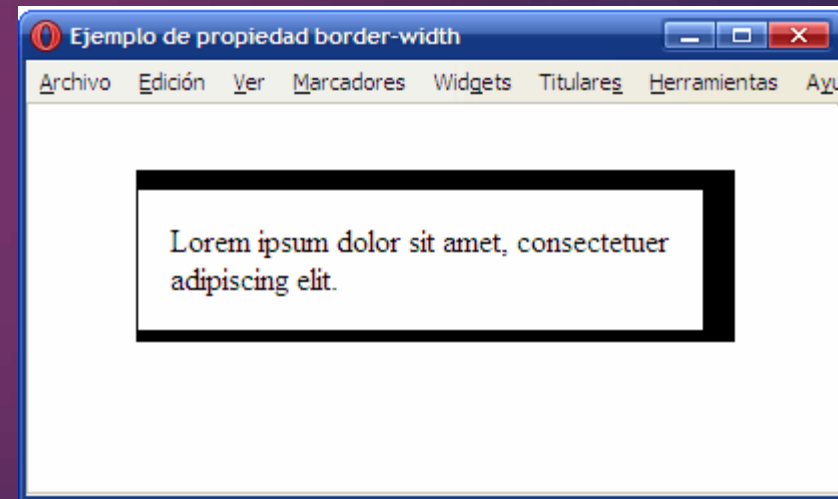 Ejemplo de propiedad border-width
Archivo Edición Ver Marcadores Widgets Titulares Herramientas
Lorem ipsum dolor sit amet, consectetuer
adipiscing elit.